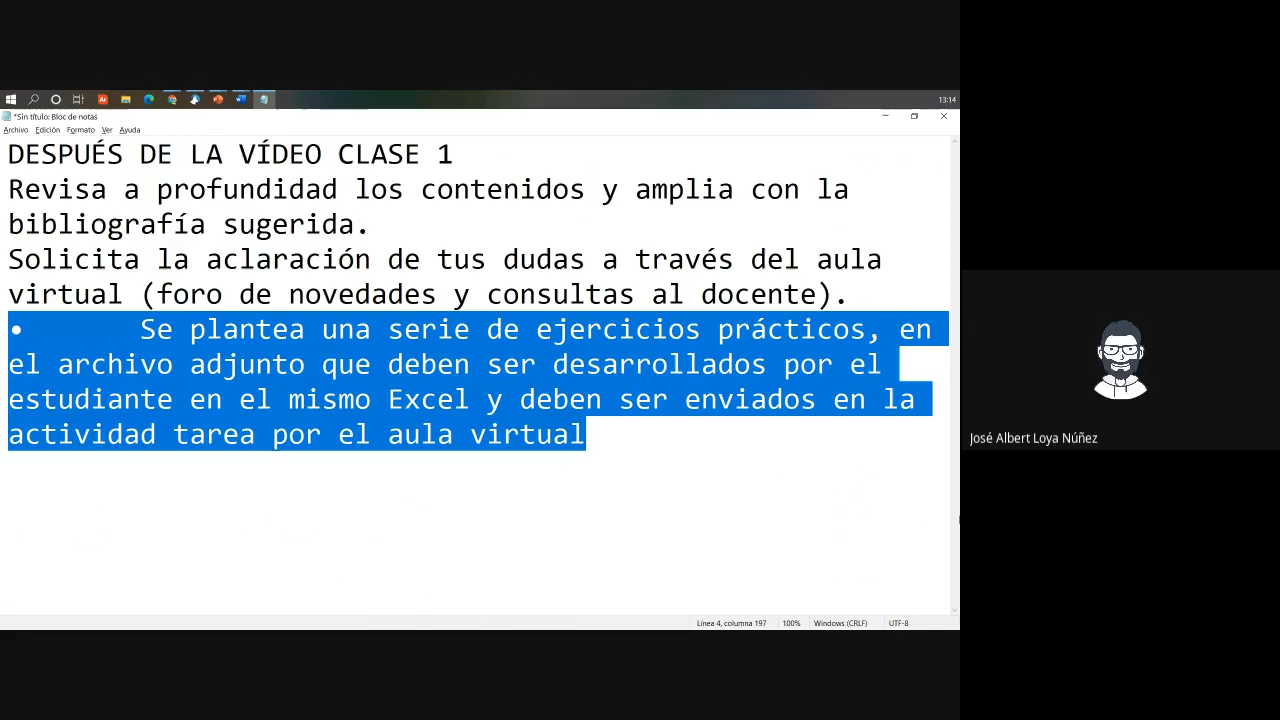 13:14
*Sin título: Bloc de notas
Archivo Edición Formato Ver Ayuda
DESPUÉS DE LA VÍDEO CLASE 1
Revisa a profundidad los contenidos y amplia con la
bibliografía sugerida.
Solicita la aclaración de tus dudas a través del aula
virtual (foro de novedades y consultas al docente).
• Se plantea una serie de ejercicios prácticos, en
el archivo adjunto que deben ser desarrollados por el
estudiante en el mismo Excel y deben ser enviados en la
actividad tarea por el aula virtual
José Albert Loya Núñez
Línea 4, columna 197 100% Windows (CRLF) UTF-8